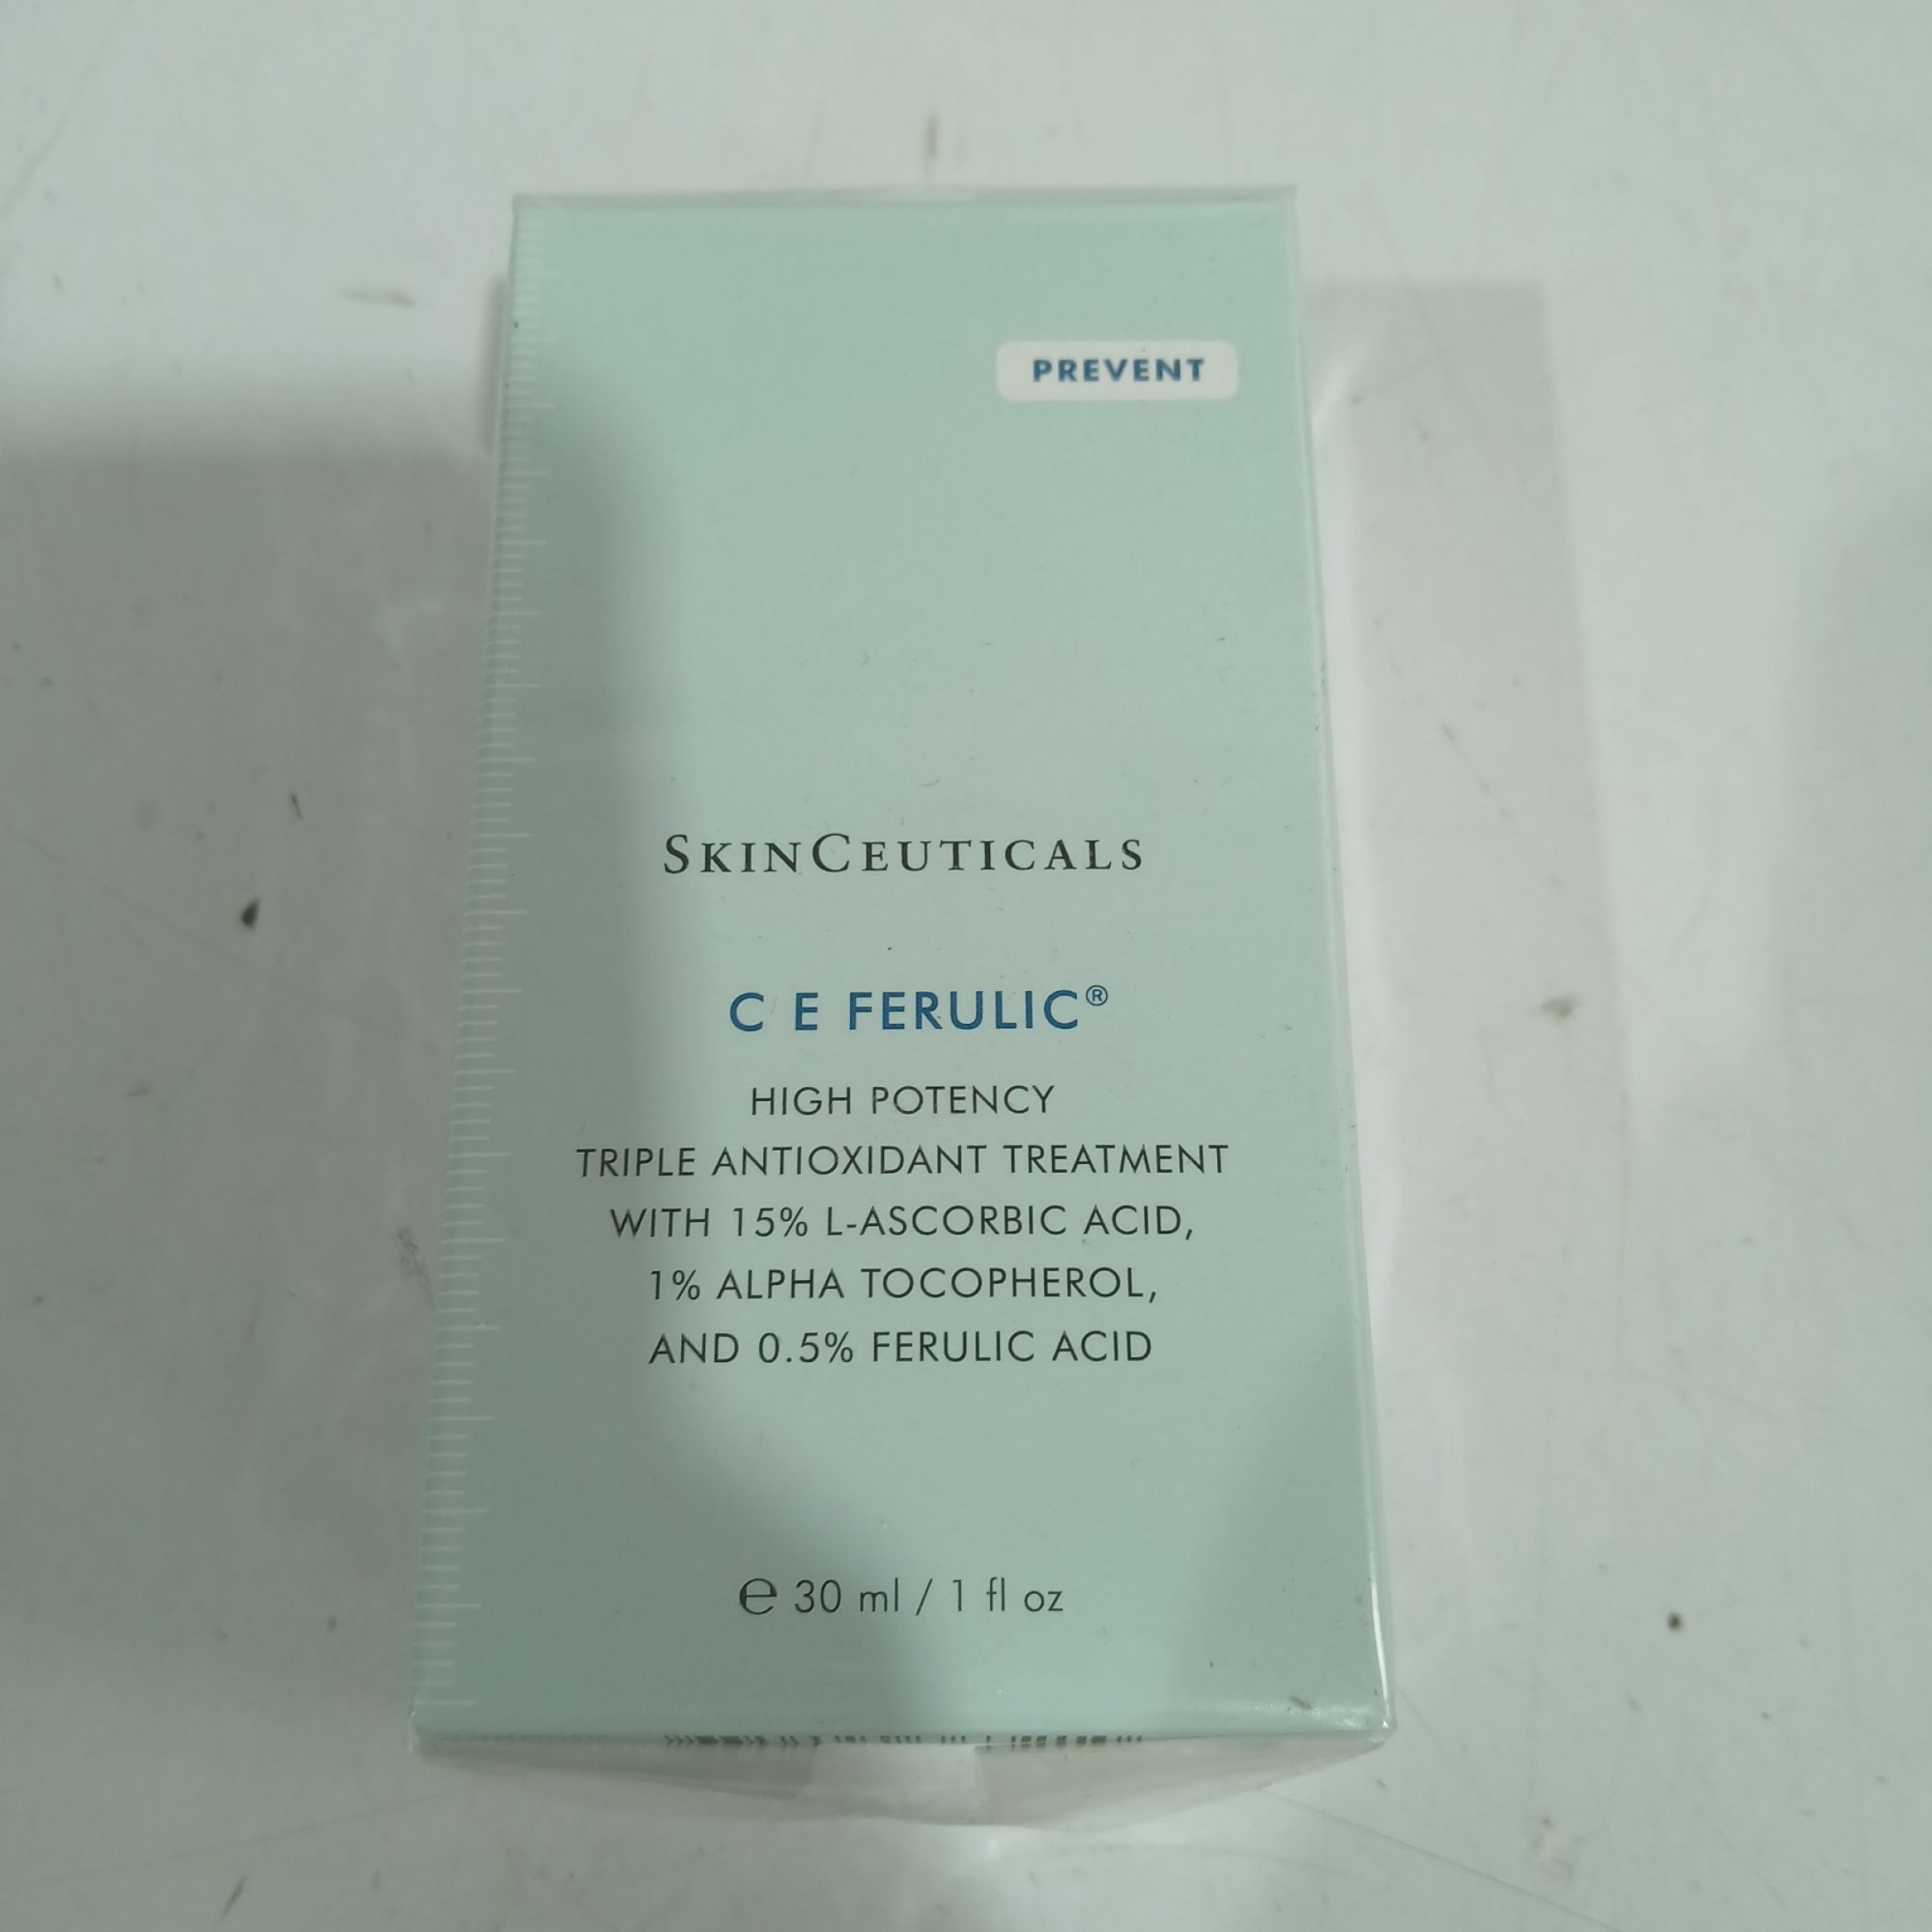 PREVENT
SKINCEUTICALS
C E FERULIC®
HIGH POTENCY
TRIPLE ANTIOXIDANT TREATMENT
WITH 15% L-ASCORBIC ACID,
1% ALPHA TOCOPHEROL,
AND 0.5% FERULIC ACID
℮ 30 ml / 1 fl oz